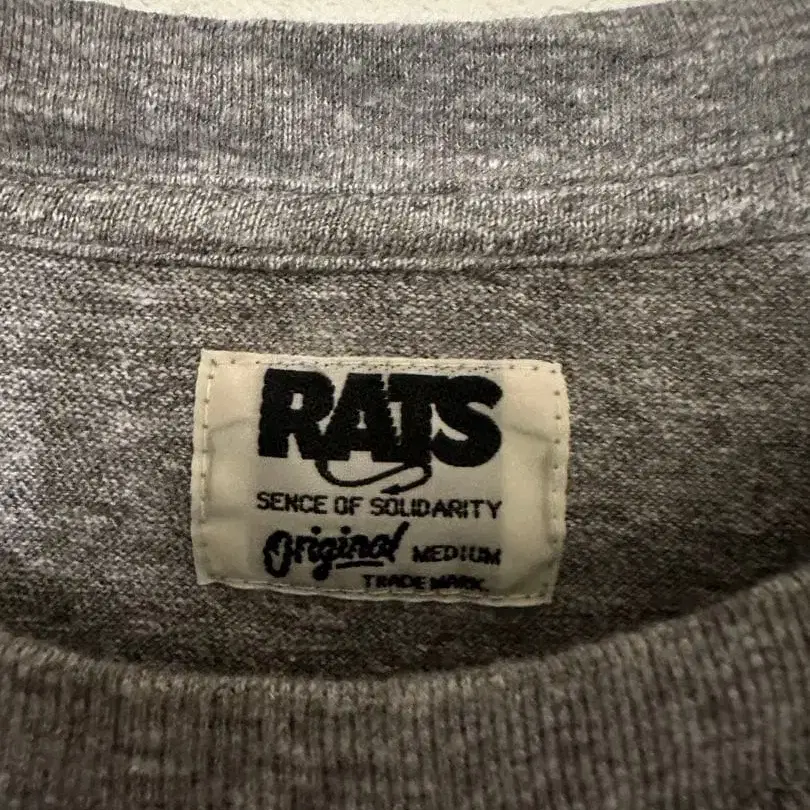 RATS
SENCE OF SOLIDARITY
Original MEDIUM
TRADE MARK.